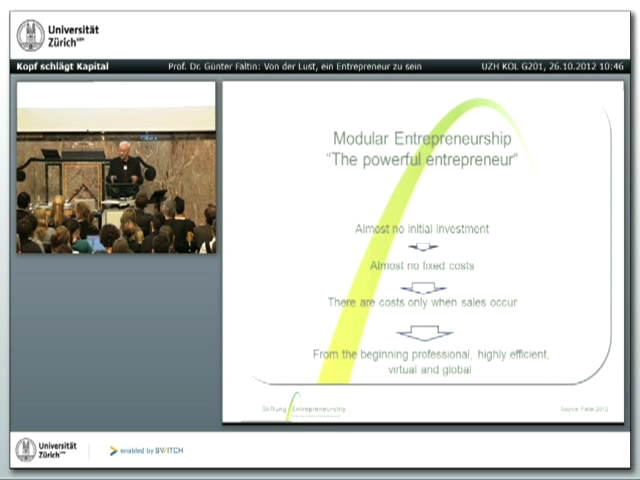 Universität
Zürich UZH
Kopf schlägt Kapital
Prof. Dr. Günter Faltin: Von der Lust, ein Entrepreneur zu sein
UZH KOL G201, 26.10.2012 10:46
Modular Entrepreneurship
"The powerful entrepreneur"
Almost no initial investment
Almost no fixed costs
There are costs only when sales occur
From the beginning professional, highly efficient,
virtual and global
Stiftung Entrepreneurship
Source: Faltin 2012
Universität
Zürich UZH
enabled by SWITCH